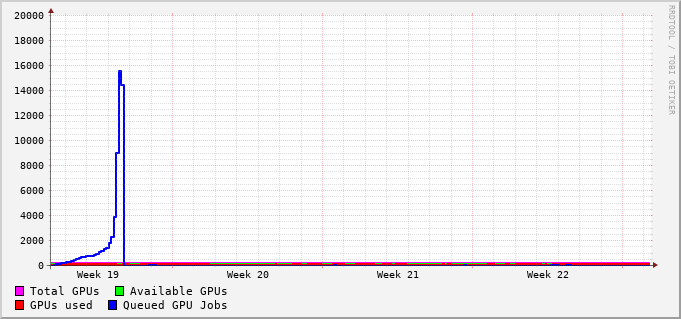 20000
18000
16000
14000
12000
10000
8000
6000
4000
2000
0
Week 19 Week 20 Week 21 Week 22
Total GPUs Available GPUs
GPUs used Queued GPU Jobs
RRDTOOL / TOBI OETIKER